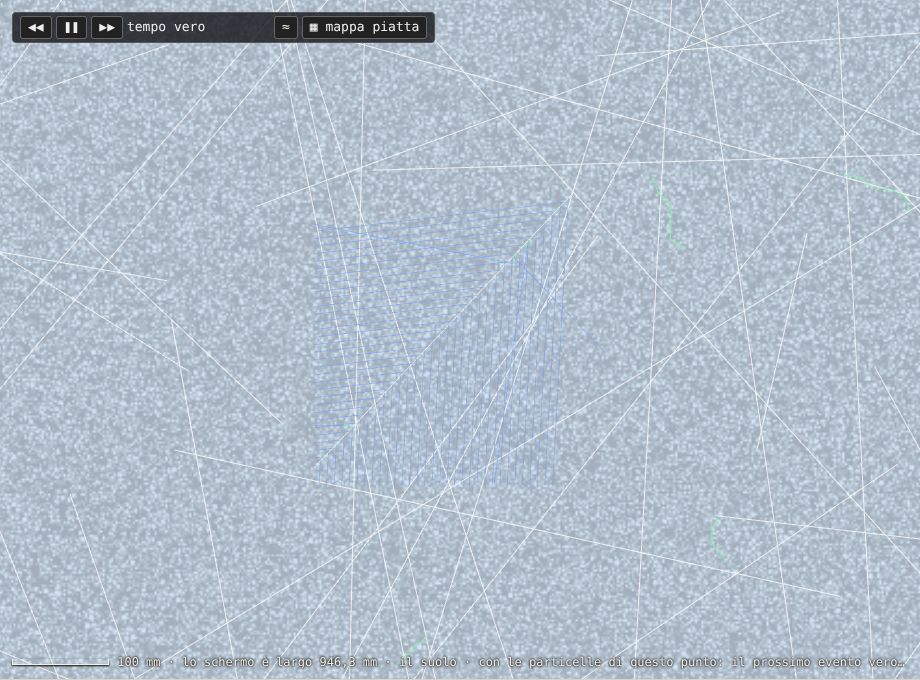 ◀◀ ▐▐ ▶▶ tempo vero ≈ ▦ mappa piatta
100 mm · lo schermo è largo 946,3 mm · il suolo · con le particelle di questo punto: il prossimo evento vero…